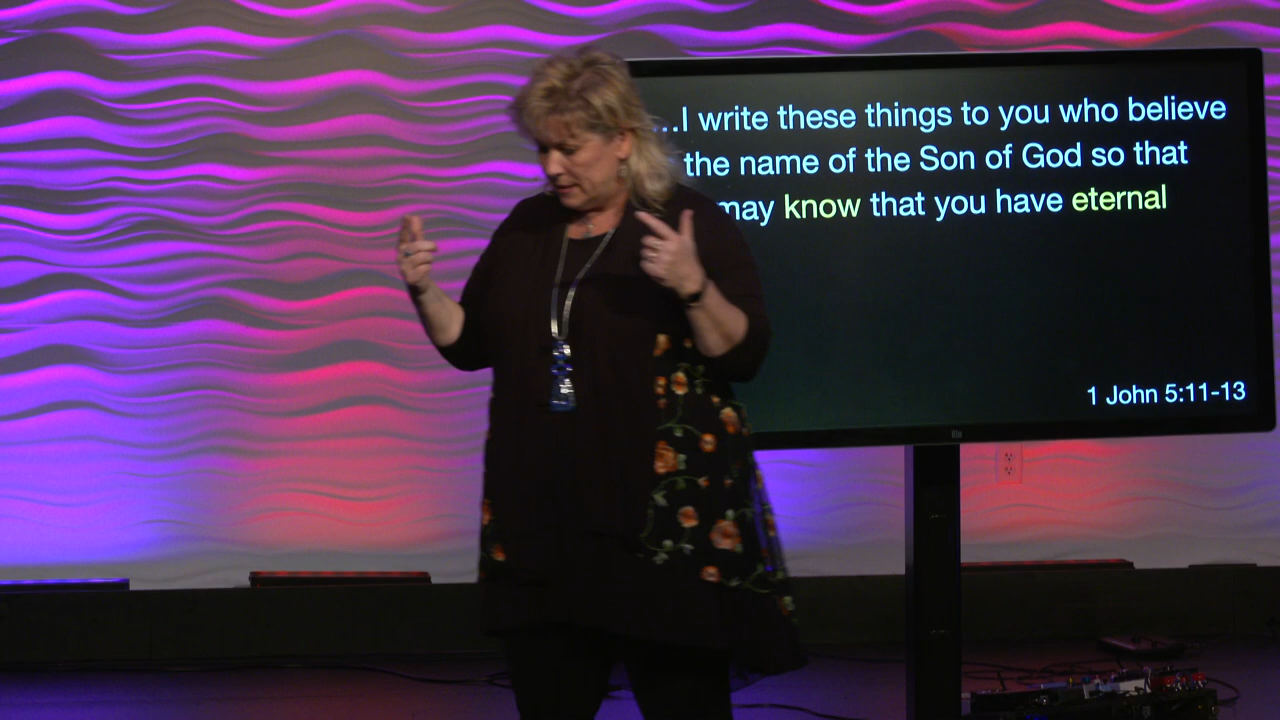 ...I write these things to you who believe
the name of the Son of God so that
may know that you have eternal
1 John 5:11-13